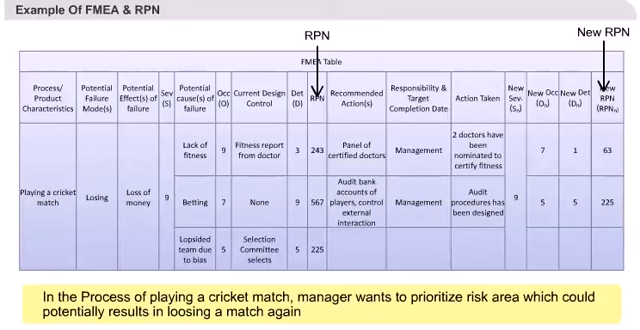 Example Of FMEA & RPN
RPN
New RPN
FMEA Table
Process/ Product Characteristics
Potential Failure Mode(s)
Potential Effect(s) of failure
Sev (S)
Potential cause(s) of failure
Occ (O)
Current Design Control
Det (D)
RPN
Recommended Action(s)
Responsibility & Target Completion Date
Action Taken
New Sev. (Sₙ)
New Occ (Oₙ)
New Det (Dₙ)
New RPN (RPNₙ)
Playing a cricket match
Losing
Loss of money
9
Lack of fitness
9
Fitness report from doctor
3
243
Panel of certified doctors
Management
2 doctors have been nominated to certify fitness
9
7
1
63
Betting
7
None
9
567
Audit bank accounts of players, control external interaction
Management
Audit procedures has been designed
5
5
225
Lopsided team due to bias
5
Selection Committee selects
5
225
In the Process of playing a cricket match, manager wants to prioritize risk area which could
potentially results in loosing a match again